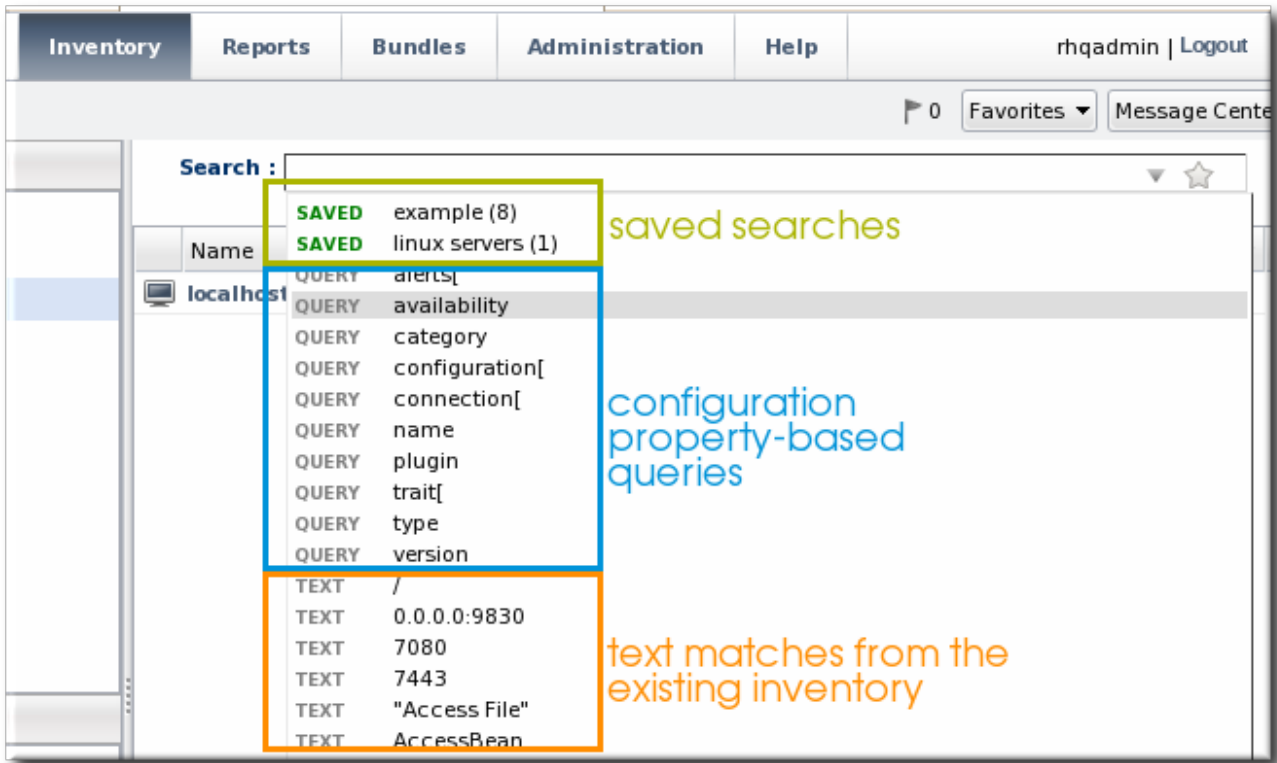 Inventory Reports Bundles Administration Help rhqadmin | Logout
0 Favorites Message Cente
Search :
SAVED example (8)
SAVED linux servers (1)
saved searches
Name
localhost
QUERY alerts[
QUERY availability
QUERY category
QUERY configuration[
QUERY connection[
QUERY name
QUERY plugin
QUERY trait[
QUERY type
QUERY version
configuration
property-based
queries
TEXT /
TEXT 0.0.0.0:9830
TEXT 7080
TEXT 7443
TEXT "Access File"
TEXT AccessBean
text matches from the
existing inventory